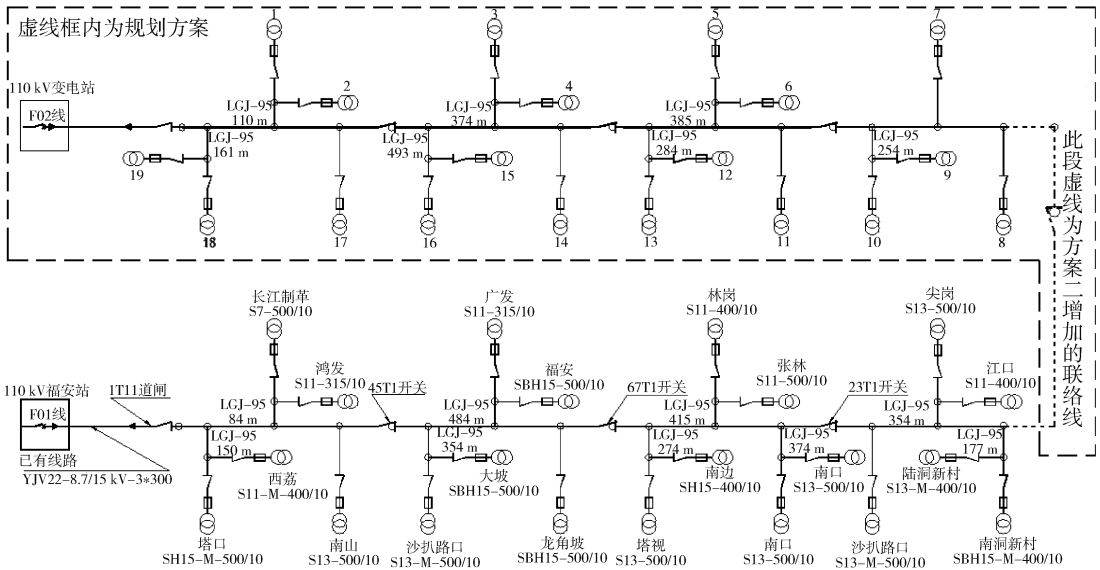 虚线框内为规划方案
1
3
5
7
110 kV变电站
F02线
2
4
6
LGJ-95
110 m
LGJ-95
374 m
LGJ-95
385 m
LGJ-95
161 m
LGJ-95
493 m
LGJ-95
284 m
LGJ-95
254 m
19
15
12
9
18
17
16
14
13
11
10
8
此段虚线为方案二增加的联络线
长江制革
S7-500/10
广发
S11-315/10
林岗
S11-400/10
尖岗
S13-500/10
鸿发
S11-315/10
福安
SBH15-500/10
张林
S11-500/10
江口
S11-400/10
110 kV福安站
1T11道闸
45T1开关
67T1开关
23T1开关
F01线
已有线路
YJV22-8.7/15 kV-3*300
LGJ-95
84 m
LGJ-95
484 m
LGJ-95
415 m
LGJ-95
354 m
LGJ-95
150 m
LGJ-95
354 m
LGJ-95
274 m
LGJ-95
374 m
LGJ-95
177 m
西荔
S11-M-400/10
大坡
SBH15-500/10
南边
SH15-400/10
南口
S13-500/10
陆洞新村
S13-M-400/10
塔口
SH15-M-500/10
南山
S13-500/10
沙扒路口
S13-M-500/10
龙角坡
SBH15-500/10
塔视
S13-500/10
南口
S13-500/10
沙扒路口
S13-M-500/10
南洞新村
SBH15-M-400/10